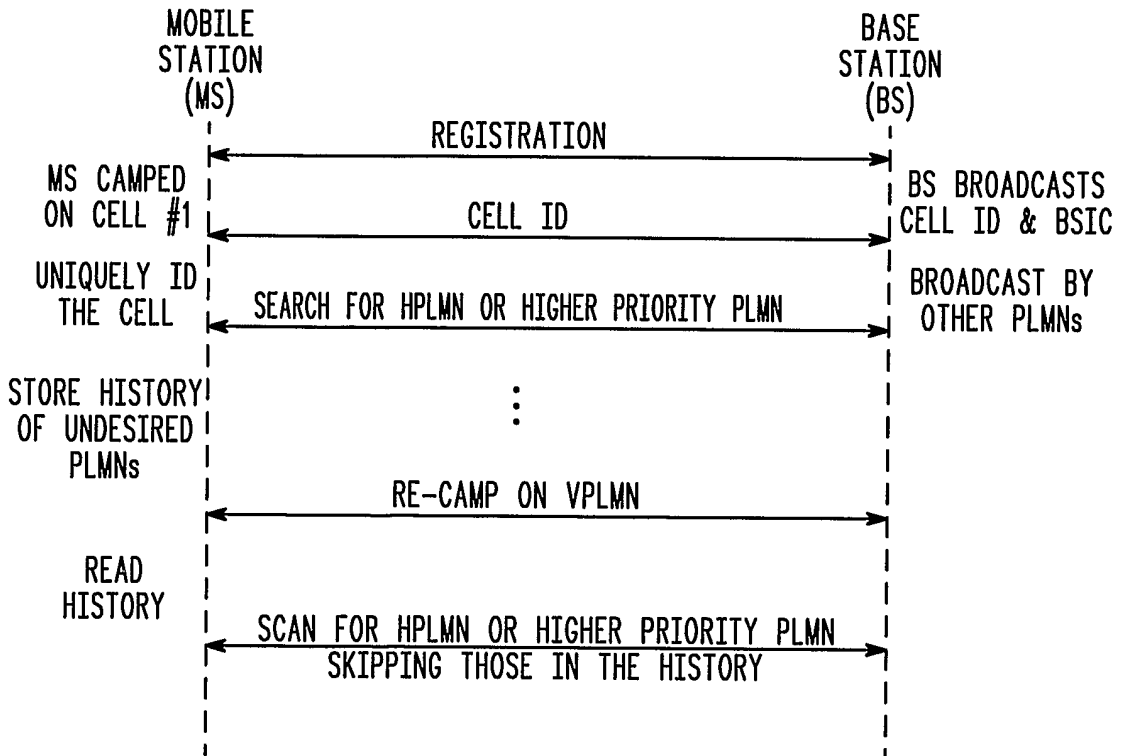 MOBILE
STATION
(MS)
BASE
STATION
(BS)
REGISTRATION
MS CAMPED
ON CELL #1
BS BROADCASTS
CELL ID & BSIC
CELL ID
UNIQUELY ID
THE CELL
BROADCAST BY
OTHER PLMNs
SEARCH FOR HPLMN OR HIGHER PRIORITY PLMN
STORE HISTORY
OF UNDESIRED
PLMNs
RE-CAMP ON VPLMN
READ
HISTORY
SCAN FOR HPLMN OR HIGHER PRIORITY PLMN
SKIPPING THOSE IN THE HISTORY